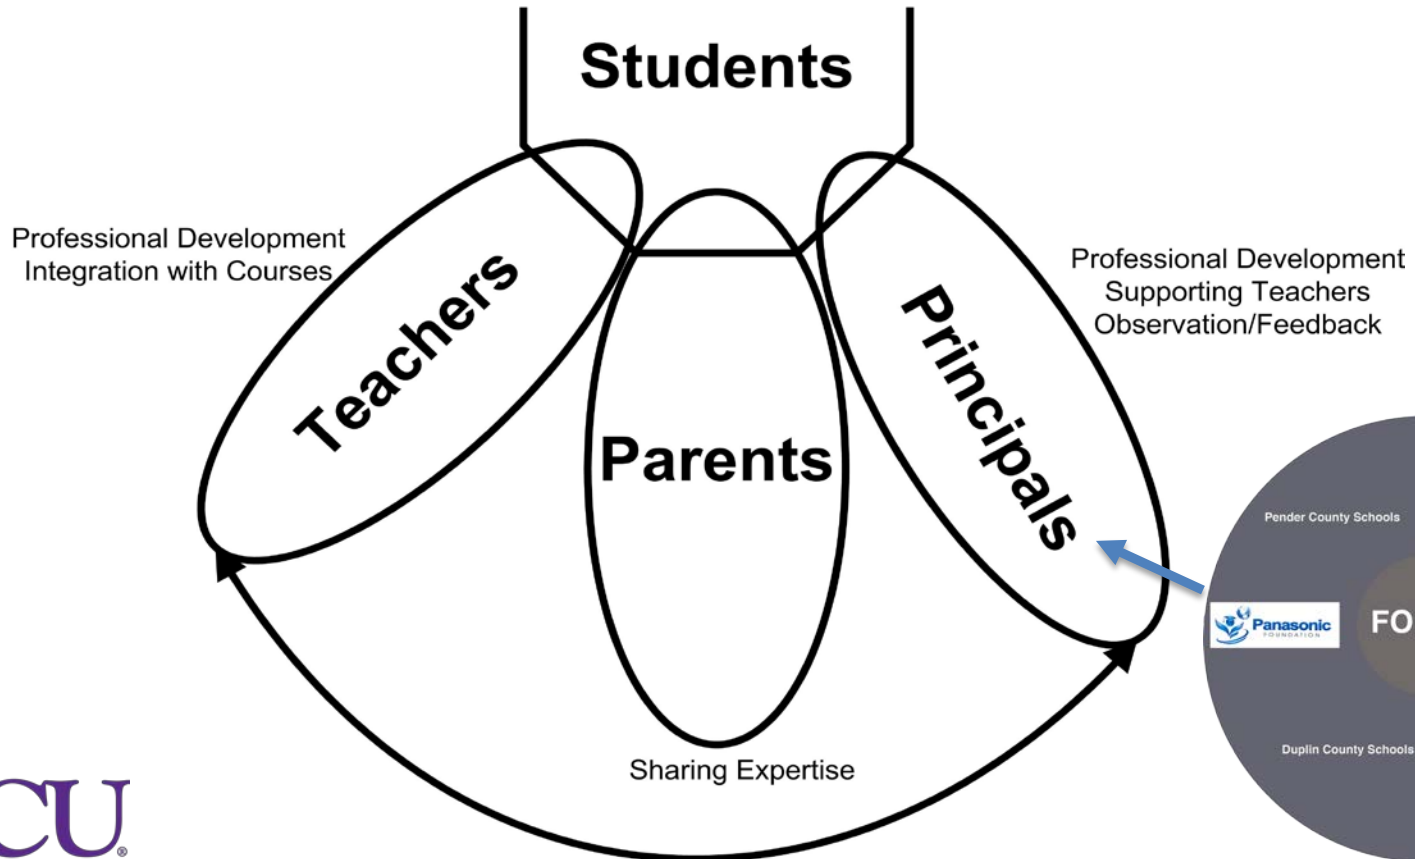 Students
Professional Development
Integration with Courses
Teachers
Parents
Principals
Professional Development
Supporting Teachers
Observation/Feedback
Pender County Schools
Panasonic
FOUNDATION
FO
Duplin County Schools
Sharing Expertise
CU